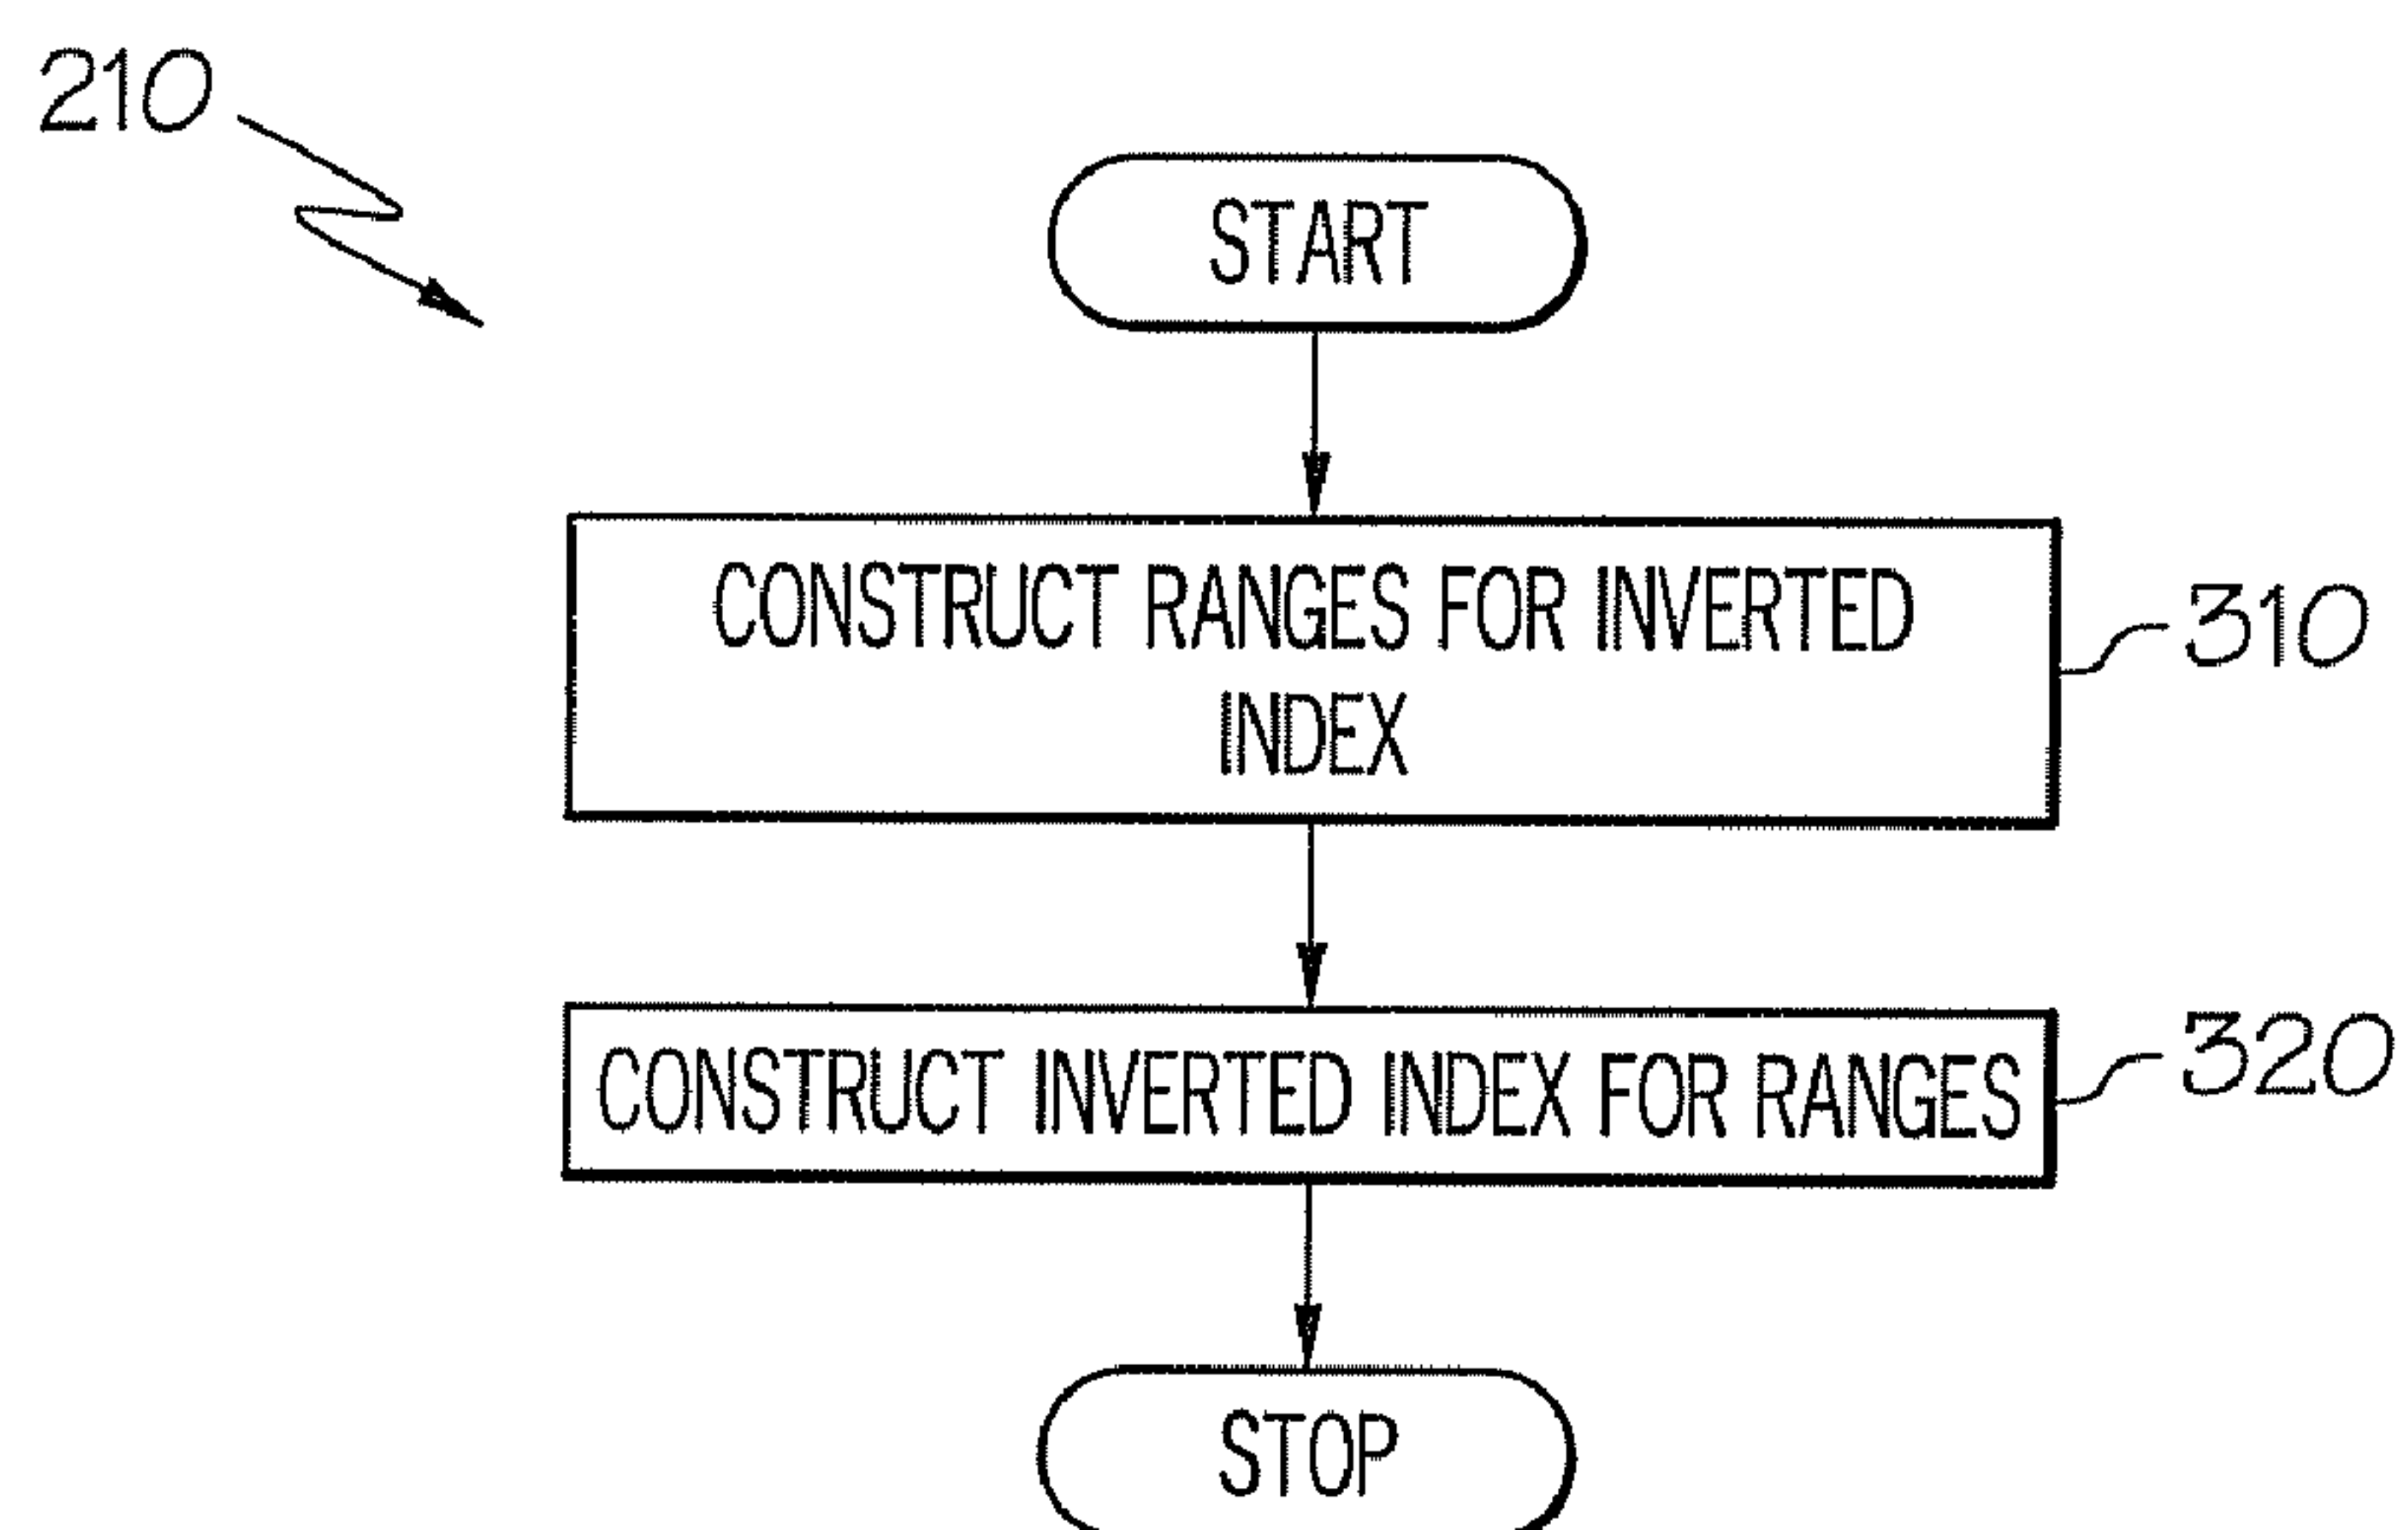 210
START
CONSTRUCT RANGES FOR INVERTED
INDEX
310
CONSTRUCT INVERTED INDEX FOR RANGES
320
STOP